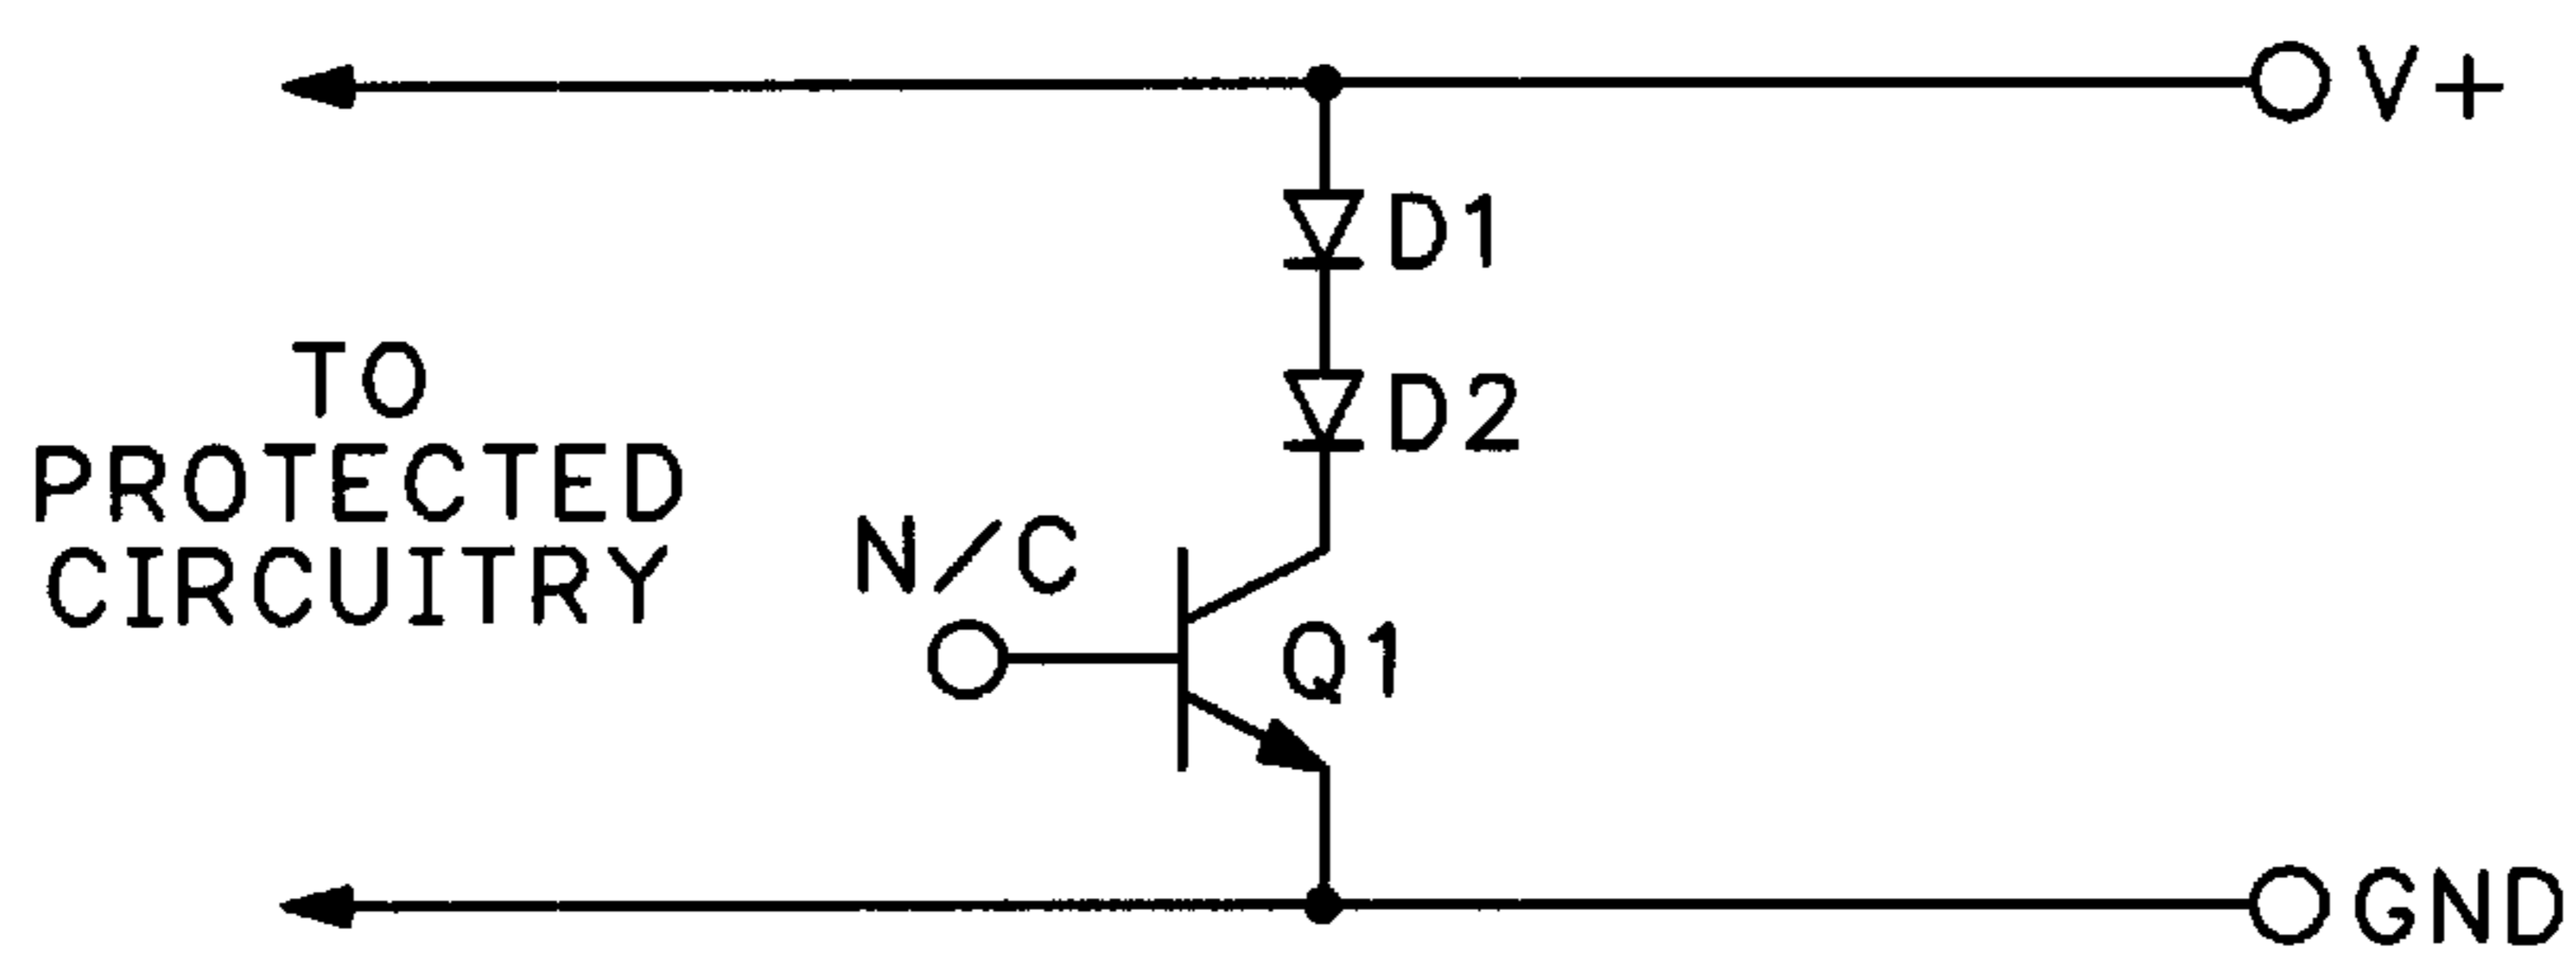 V+
D1
TO
D2
PROTECTED
N/C
CIRCUITRY
Q1
GND